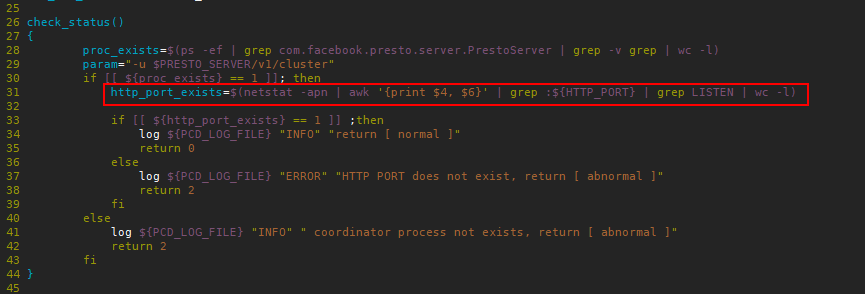 25
26 check_status()
27 {
28 proc_exists=$(ps -ef | grep com.facebook.presto.server.PrestoServer | grep -v grep | wc -l)
29 param="-u $PRESTO_SERVER/v1/cluster"
30 if [[ ${proc_exists} == 1 ]]; then
31 http_port_exists=$(netstat -apn | awk '{print $4, $6}' | grep :${HTTP_PORT} | grep LISTEN | wc -l)
32
33 if [[ ${http_port_exists} == 1 ]] ;then
34 log ${PCD_LOG_FILE} "INFO" "return [ normal ]"
35 return 0
36 else
37 log ${PCD_LOG_FILE} "ERROR" "HTTP PORT does not exist, return [ abnormal ]"
38 return 2
39 fi
40 else
41 log ${PCD_LOG_FILE} "INFO" " coordinator process not exists, return [ abnormal ]"
42 return 2
43 fi
44 }
45